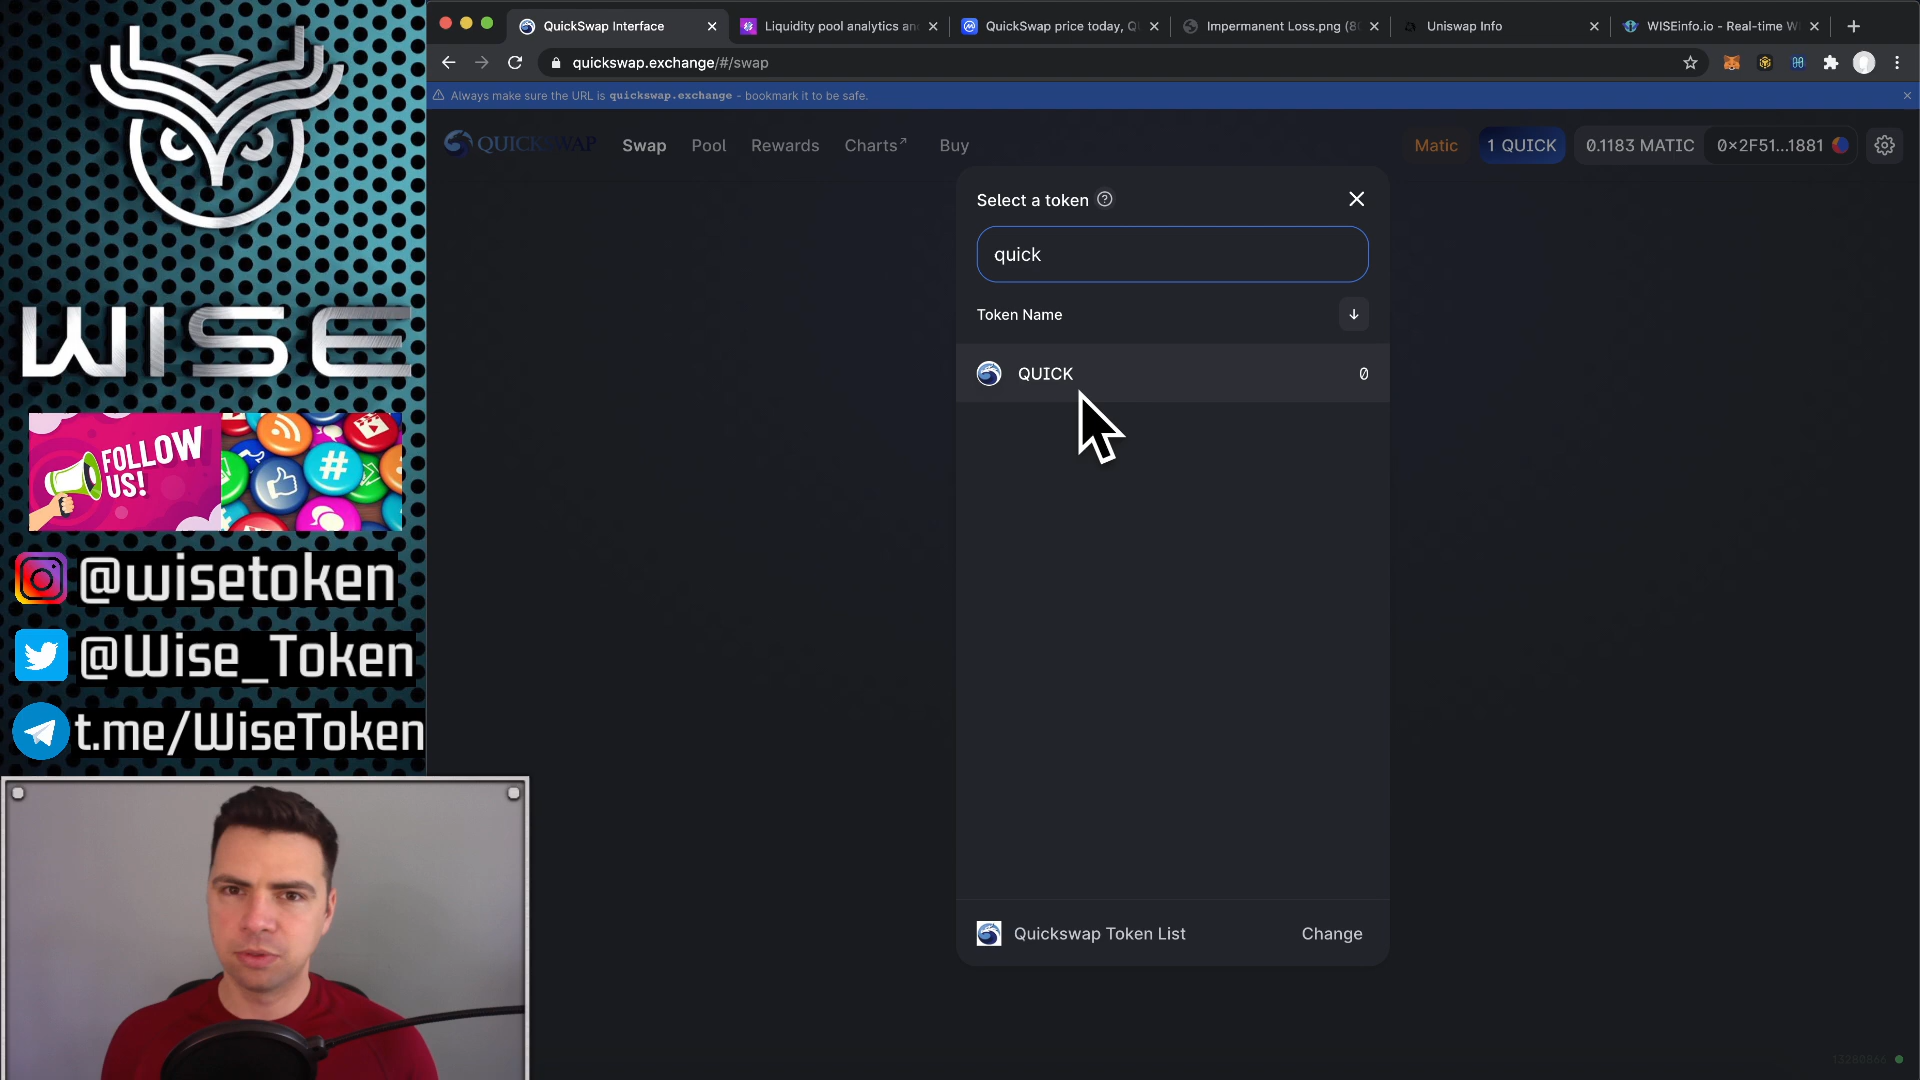 WISE
FOLLOW
US!
#
@wisetoken
@Wise_Token
t.me/WiseToken
QuickSwap Interface
Liquidity pool analytics an
QuickSwap price today, Q
Impermanent Loss.png (8
Uniswap Info
WISEinfo.io - Real-time W
quickswap.exchange/#/swap
Always make sure the URL is quickswap.exchange - bookmark it to be safe.
QUICKSWAP
Swap
Pool
Rewards
Charts↗
Buy
Matic
1 QUICK
0.1183 MATIC
0×2F51...1881
Select a token
quick
Token Name
QUICK
0
Quickswap Token List
Change